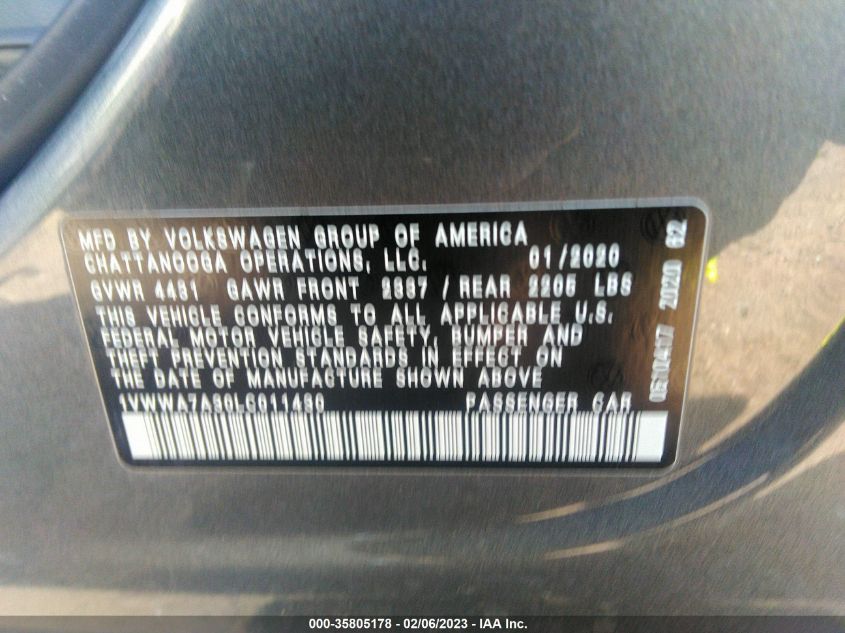 MFD BY VOLKSWAGEN GROUP OF AMERICA
CHATTANOOGA OPERATIONS, LLC. 01/2020
GVWR 4431 GAWR FRONT 2337 / REAR 2205 LBS
THIS VEHICLE CONFORMS TO ALL APPLICABLE U.S.
FEDERAL MOTOR VEHICLE SAFETY, BUMPER AND
THEFT PREVENTION STANDARDS IN EFFECT ON
THE DATE OF MANUFACTURE SHOWN ABOVE
PASSENGER CAR
000-35805178 — 02/06/2023 — IAA Inc.